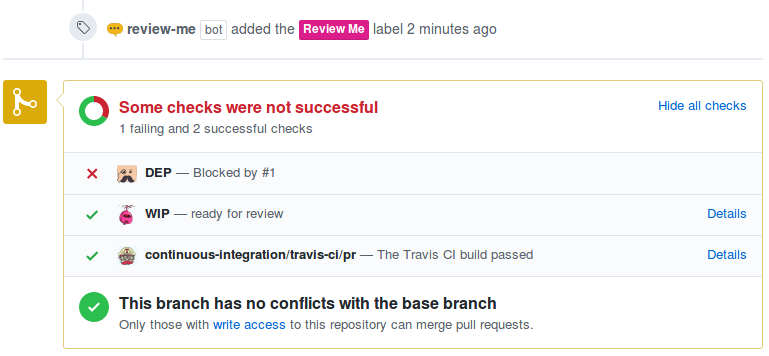 review-me bot added the Review Me label 2 minutes ago
Some checks were not successful
Hide all checks
1 failing and 2 successful checks
DEP — Blocked by #1
WIP — ready for review
Details
continuous-integration/travis-ci/pr — The Travis CI build passed
Details
This branch has no conflicts with the base branch
Only those with write access to this repository can merge pull requests.